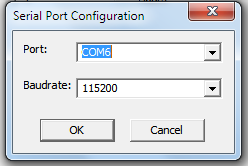 Serial Port Configuration
Port: COM6
Baudrate: 115200
OK Cancel